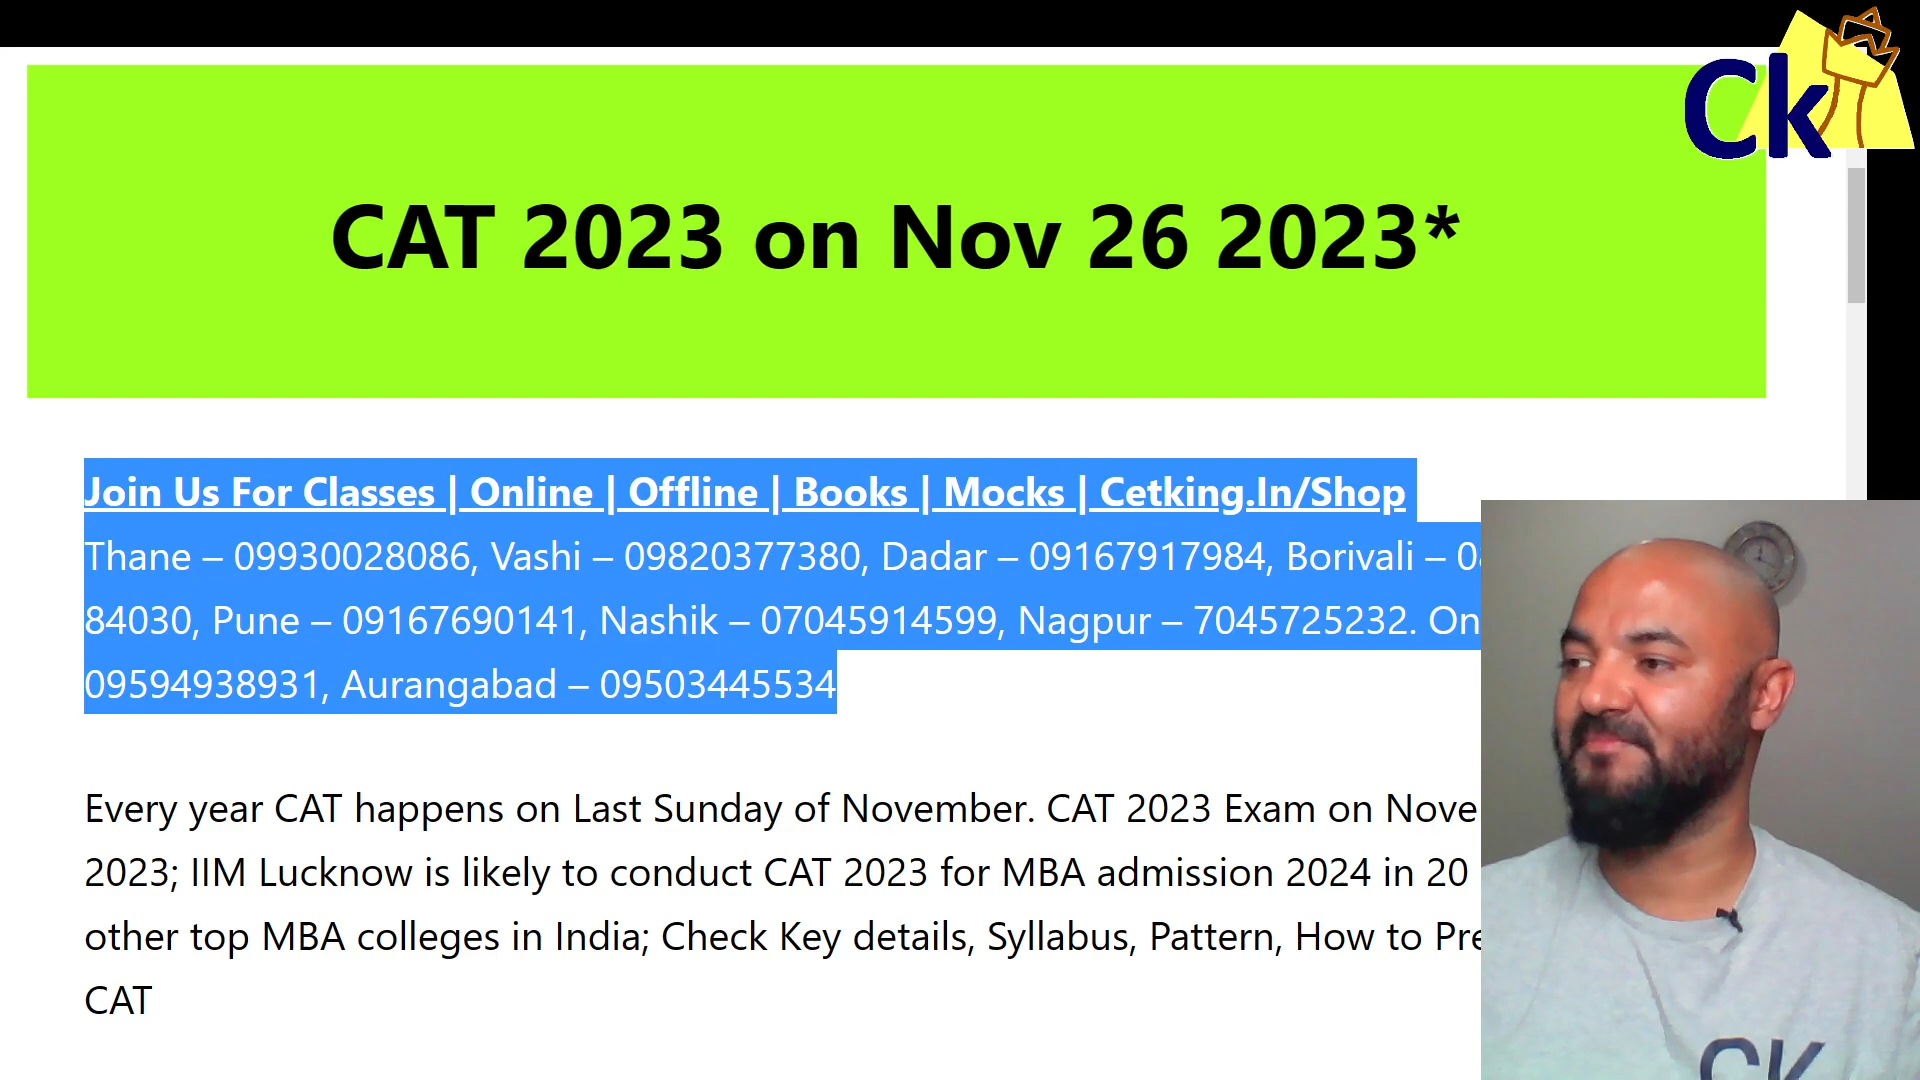 Ck
CAT 2023 on Nov 26 2023*
Join Us For Classes | Online | Offline | Books | Mocks | Cetking.In/Shop
Thane – 09930028086, Vashi – 09820377380, Dadar – 09167917984, Borivali –
84030, Pune – 09167690141, Nashik – 07045914599, Nagpur – 7045725232.
09594938931, Aurangabad – 09503445534
Every year CAT happens on Last Sunday of November. CAT 2023 Exam on
2023; IIM Lucknow is likely to conduct CAT 2023 for MBA admission 2024 in 20
other top MBA colleges in India; Check Key details, Syllabus, Pattern, How to
CAT
CK